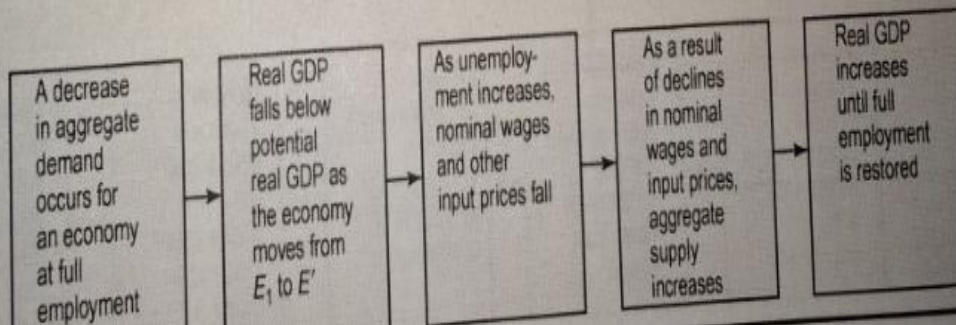 A decrease
in aggregate
demand
occurs for
an economy
at full
employment
Real GDP
falls below
potential
real GDP as
the economy
moves from
E₁ to E′
As unemploy-
ment increases,
nominal wages
and other
input prices fall
As a result
of declines
in nominal
wages and
input prices,
aggregate
supply
increases
Real GDP
increases
until full
employment
is restored